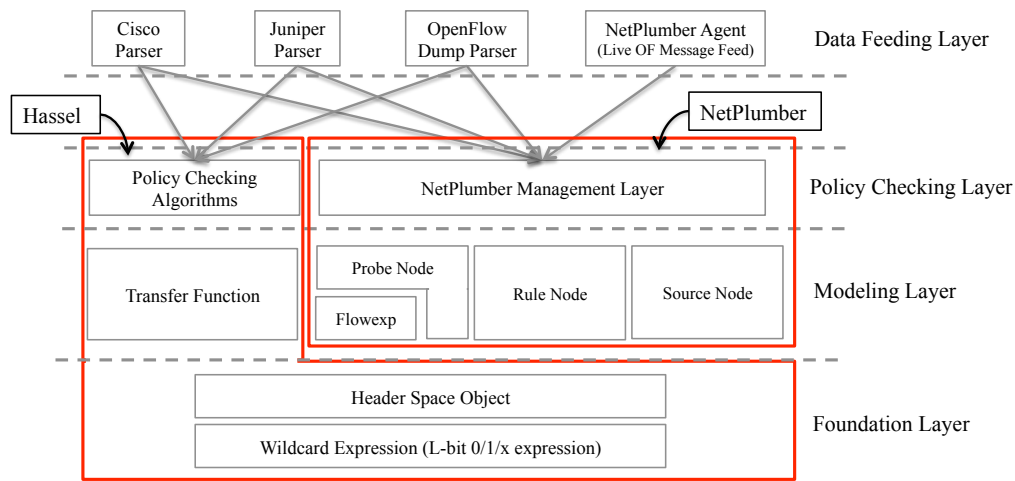 Cisco
Parser
Juniper
Parser
OpenFlow
Dump Parser
NetPlumber Agent
(Live OF Message Feed)
Data Feeding Layer
Hassel
NetPlumber
Policy Checking
Algorithms
NetPlumber Management Layer
Policy Checking Layer
Transfer Function
Probe Node
Flowexp
Rule Node
Source Node
Modeling Layer
Header Space Object
Wildcard Expression (L-bit 0/1/x expression)
Foundation Layer